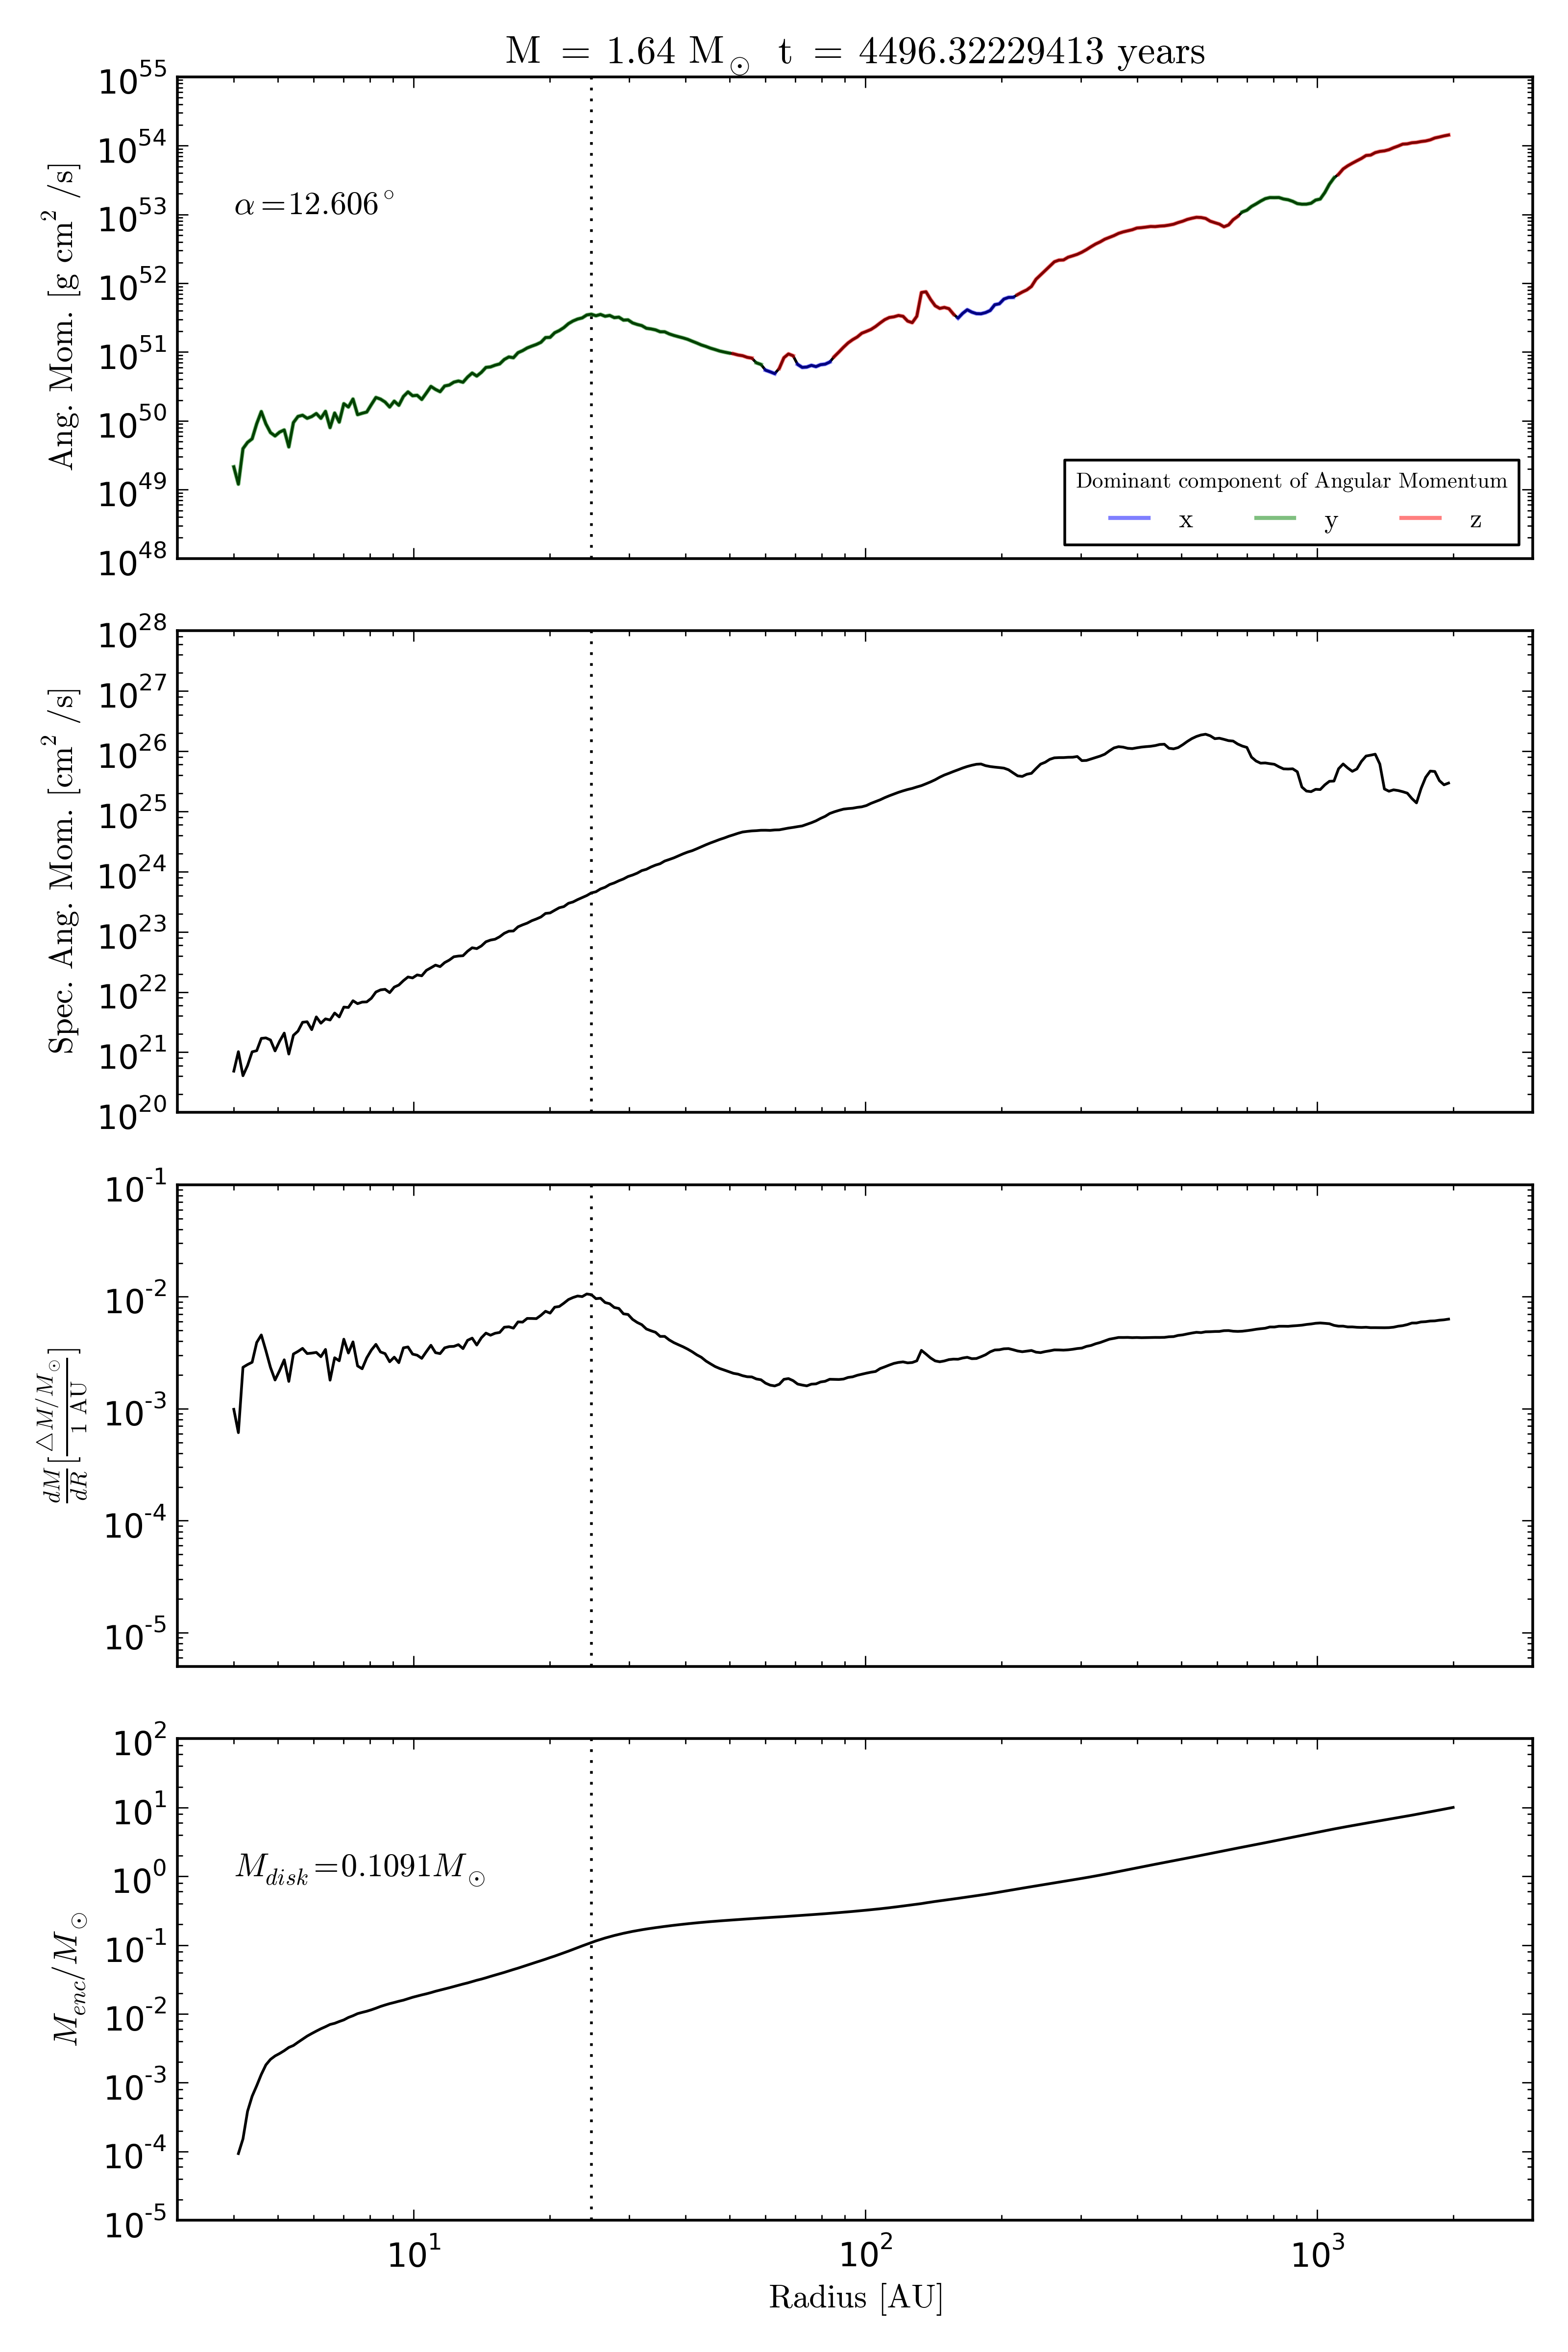 M = 1.64 M⊙ t = 4496.32229413 years
10^55
10^54
10^53
10^52
10^51
10^50
10^49
10^48
Ang. Mom. [g cm^2 /s]
α=12.606°
Dominant component of Angular Momentum
x y z
10^28
10^27
10^26
10^25
10^24
10^23
10^22
10^21
10^20
Spec. Ang. Mom. [cm^2 /s]
10^-1
10^-2
10^-3
10^-4
10^-5
dM/dR [△M/M⊙ / 1 AU]
10^2
10^1
10^0
10^-1
10^-2
10^-3
10^-4
10^-5
M_enc/M⊙
M_disk=0.1091M⊙
10^1 10^2 10^3
Radius [AU]